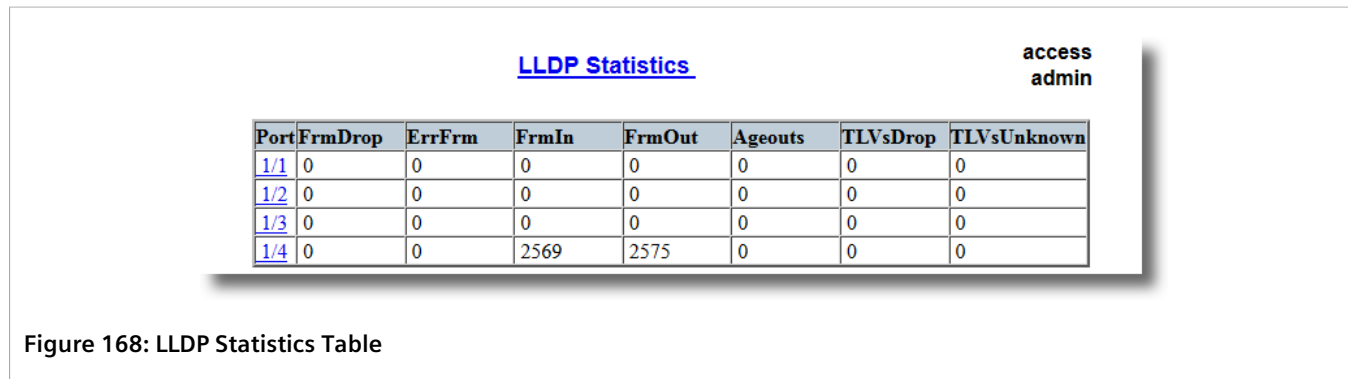 LLDP Statistics
access
admin
Port FrmDrop ErrFrm FrmIn FrmOut Ageouts TLVsDrop TLVsUnknown
1/1 0 0 0 0 0 0 0
1/2 0 0 0 0 0 0 0
1/3 0 0 0 0 0 0 0
1/4 0 0 2569 2575 0 0 0
Figure 168: LLDP Statistics Table